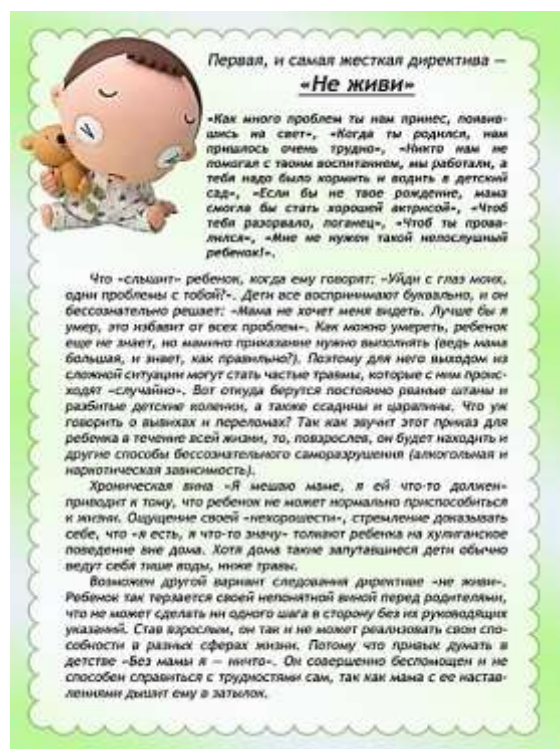 Первая, и самая жесткая директива —
«Не живи»
«Как много проблем ты нам принес, появив-
шись на свет», «Когда ты родился, нам
пришлось очень трудно», «Никто нам не
помогал с твоим воспитанием, мы работали, а
тебя надо было кормить и водить в детский
сад», «Если бы не твое рождение, мама
смогла бы стать хорошей актрисой», «Чтоб
тебя разорвало, поганец», «Чтоб ты прова-
лился», «Мне не нужен такой непослушный
ребенок!».
Что «слышит» ребенок, когда ему говорят: «Уйди с глаз моих,
одни проблемы с тобой!». Дети все воспринимают буквально, и он
бессознательно решает: «Мама не хочет меня видеть. Лучше бы я
умер, это избавит от всех проблем». Как можно умереть, ребенок
еще не знает, но мамино приказание нужно выполнять (ведь мама
большая, и знает, как правильно?). Поэтому для него выходом из
сложной ситуации могут стать частые травмы, которые с ним проис-
ходят «случайно». Вот откуда берутся постоянно рваные штаны и
разбитые детские коленки, а также ссадины и царапины. Что уж
говорить о вывихах и переломах? Так как звучит этот приказ для
ребенка в течение всей жизни, то, повзрослев, он будет находить и
другие способы бессознательного саморазрушения (алкогольная и
наркотическая зависимость).
Хроническая вина «Я мешаю маме, я ей что-то должен»
приводит к тому, что ребенок не может нормально приспособиться
к жизни. Ощущение своей «нехорошести», стремление доказывать
себе, что «я есть, я что-то значу» толкают ребенка на хулиганское
поведение вне дома. Хотя дома такие запутавшиеся дети обычно
ведут себя тише воды, ниже травы.
Возможен другой вариант следования директиве «не живи».
Ребенок так терзается своей непонятной виной перед родителями,
что не может сделать ни одного шага в сторону без их руководящих
указаний. Став взрослым, он так и не может реализовать свои спо-
собности в разных сферах жизни. Потому что привык думать в
детстве «Без мамы я — ничто». Он совершенно беспомощен и не
способен справиться с трудностями сам, так как мама с ее настав-
лениями дышит ему в затылок.